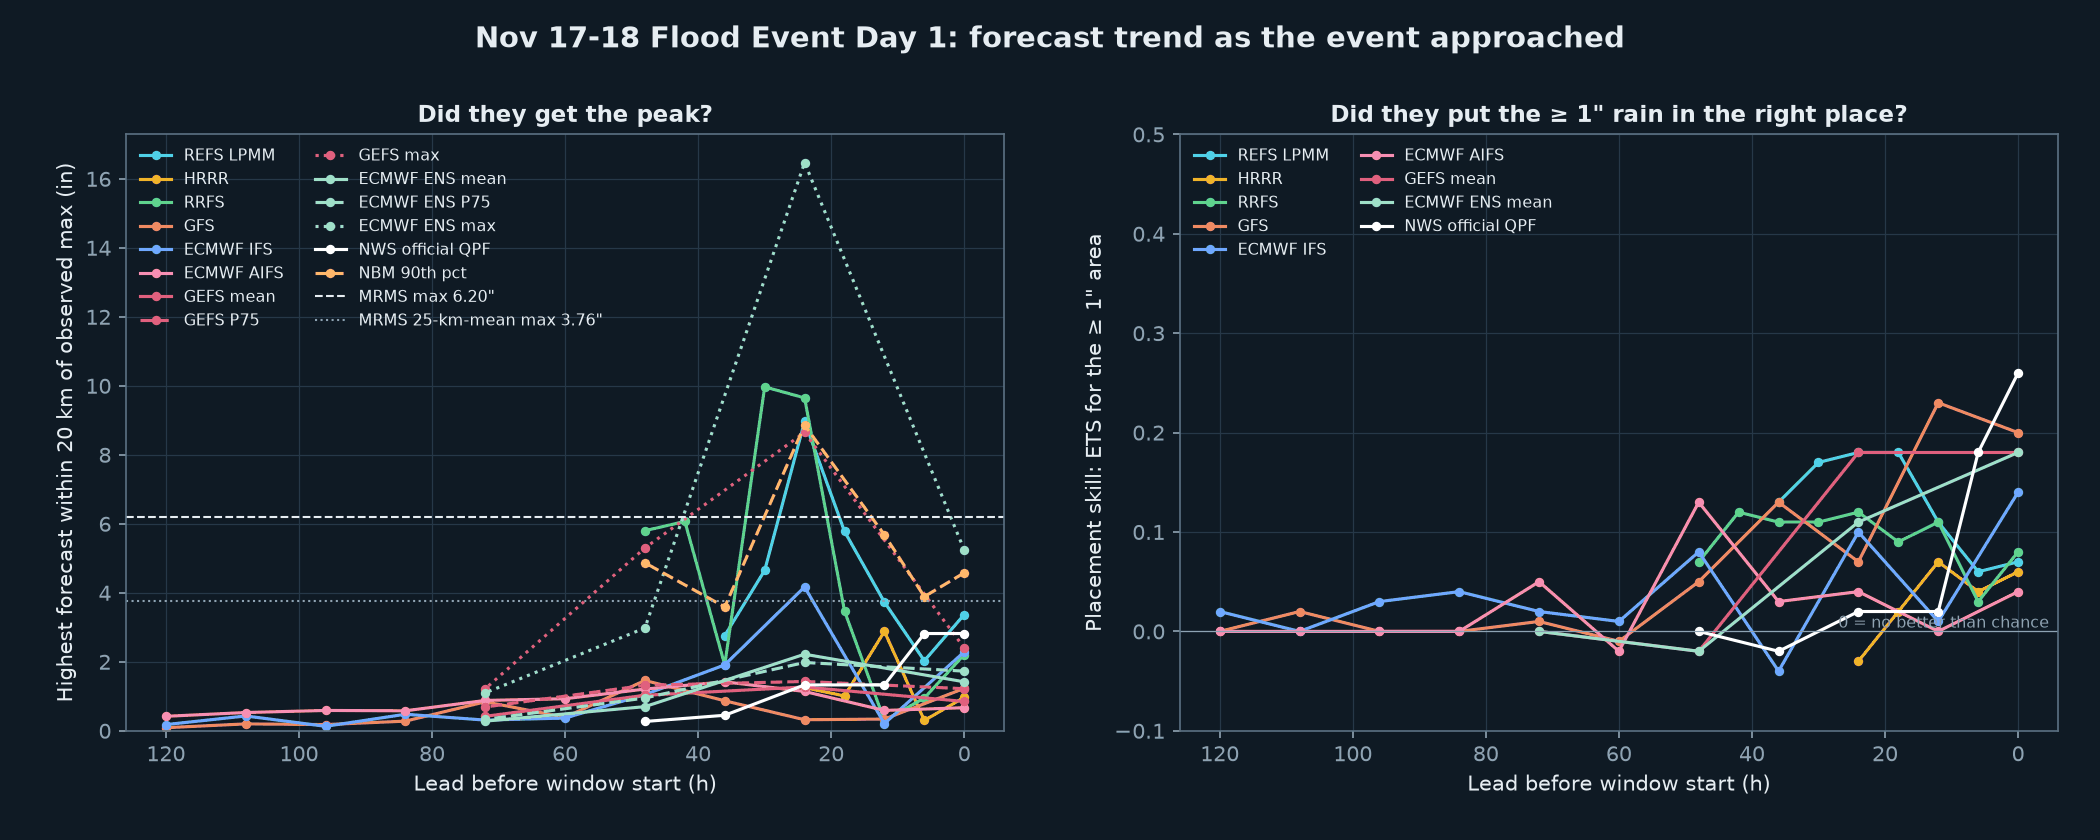 Nov 17-18 Flood Event Day 1: forecast trend as the event approached
Did they get the peak?
Highest forecast within 20 km of observed max (in)
16
14
12
10
8
6
4
2
0
REFS LPMM
HRRR
RRFS
GFS
ECMWF IFS
ECMWF AIFS
GEFS mean
GEFS P75
GEFS max
ECMWF ENS mean
ECMWF ENS P75
ECMWF ENS max
NWS official QPF
NBM 90th pct
MRMS max 6.20"
MRMS 25-km-mean max 3.76"
120 100 80 60 40 20 0
Lead before window start (h)
Did they put the ≥ 1" rain in the right place?
Placement skill: ETS for the ≥ 1" area
0.5
0.4
0.3
0.2
0.1
0.0
−0.1
REFS LPMM
HRRR
RRFS
GFS
ECMWF IFS
ECMWF AIFS
GEFS mean
ECMWF ENS mean
NWS official QPF
0 = no better than chance
120 100 80 60 40 20 0
Lead before window start (h)